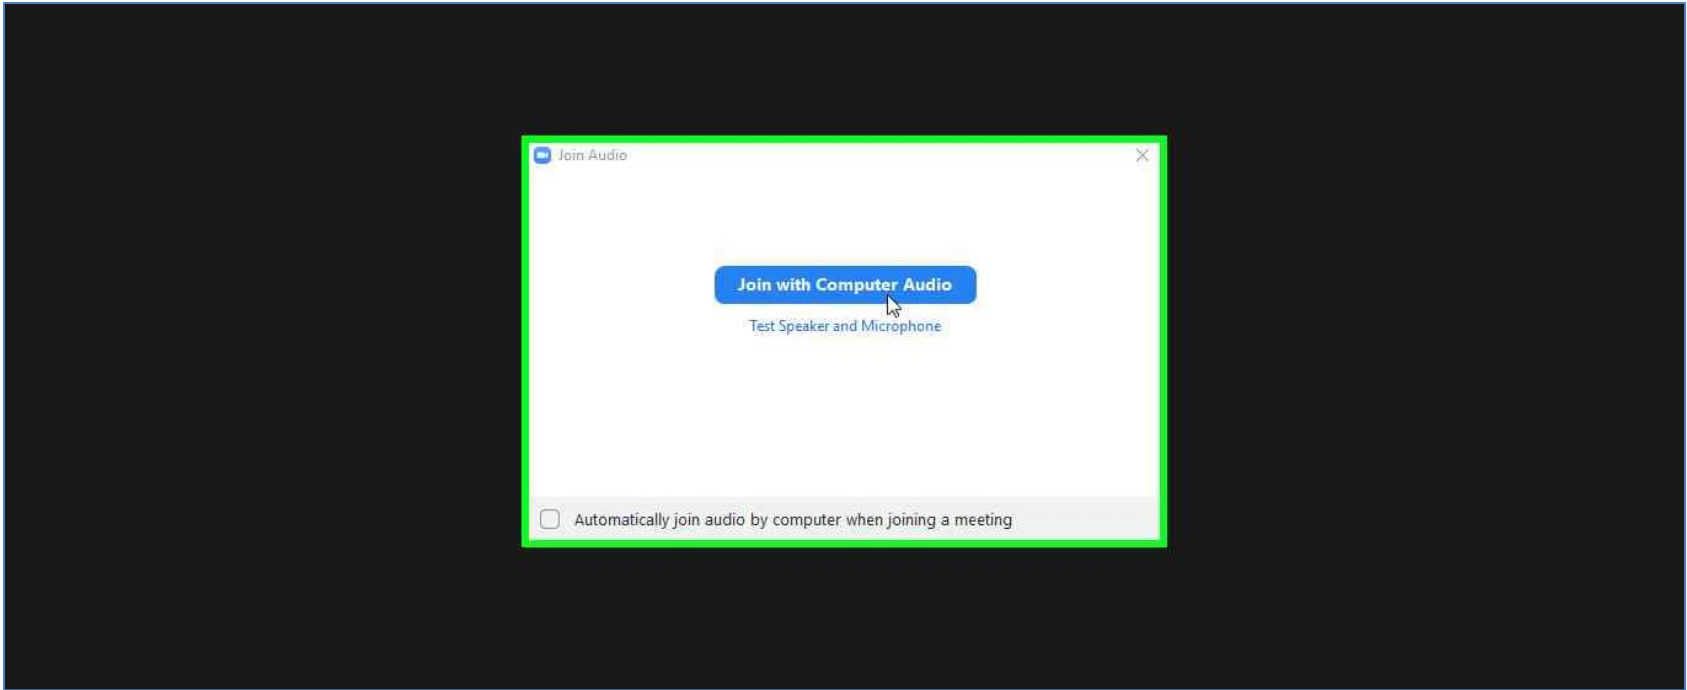 Join Audio
Join with Computer Audio
Test Speaker and Microphone
Automatically join audio by computer when joining a meeting